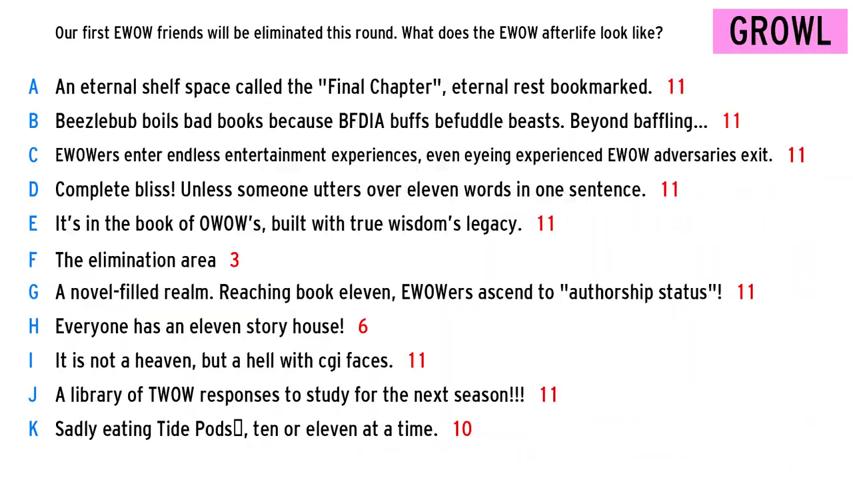 Our first EWOW friends will be eliminated this round. What does the EWOW afterlife look like?
GROWL
A An eternal shelf space called the "Final Chapter", eternal rest bookmarked. 11
B Beezlebub boils bad books because BFDIA buffs befuddle beasts. Beyond baffling... 11
C EWOWers enter endless entertainment experiences, even eyeing experienced EWOW adversaries exit. 11
D Complete bliss! Unless someone utters over eleven words in one sentence. 11
E It's in the book of OWOW's, built with true wisdom's legacy. 11
F The elimination area 3
G A novel-filled realm. Reaching book eleven, EWOWers ascend to "authorship status"! 11
H Everyone has an eleven story house! 6
I It is not a heaven, but a hell with cgi faces. 11
J A library of TWOW responses to study for the next season!!! 11
K Sadly eating Tide Pods▯, ten or eleven at a time. 10